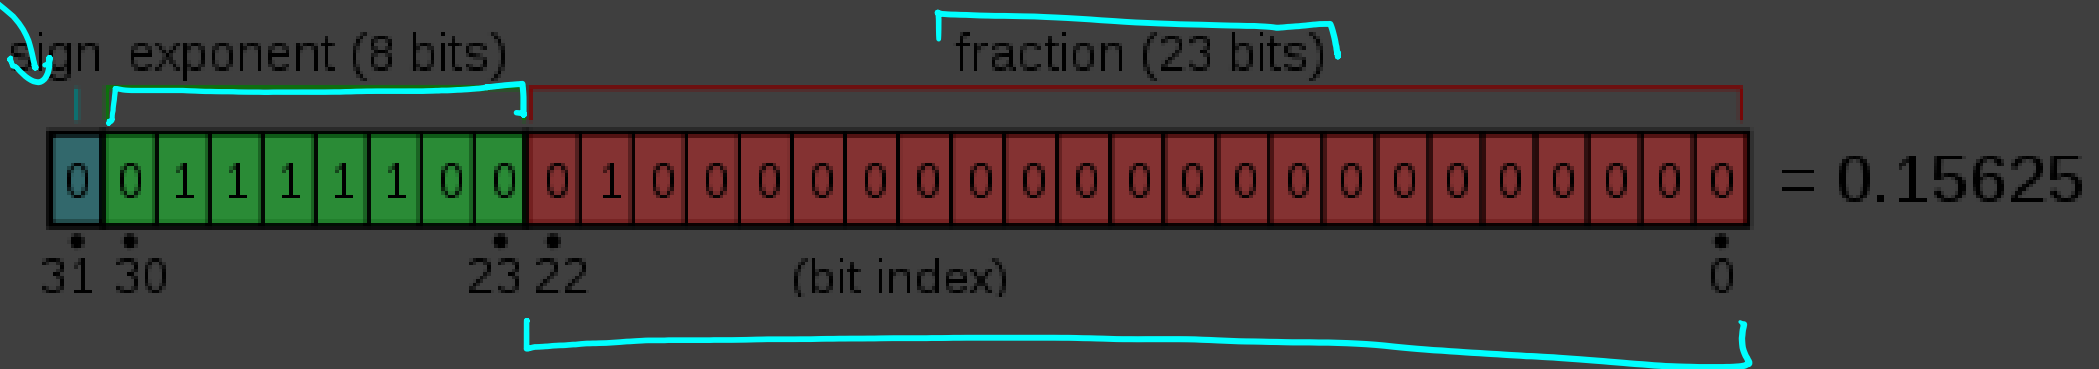 sign exponent (8 bits) fraction (23 bits)
0 0 1 1 1 1 1 0 0 0 1 0 0 0 0 0 0 0 0 0 0 0 0 0 0 0 0 0 0 0 0 0 = 0.15625
31 30 23 22 (bit index) 0